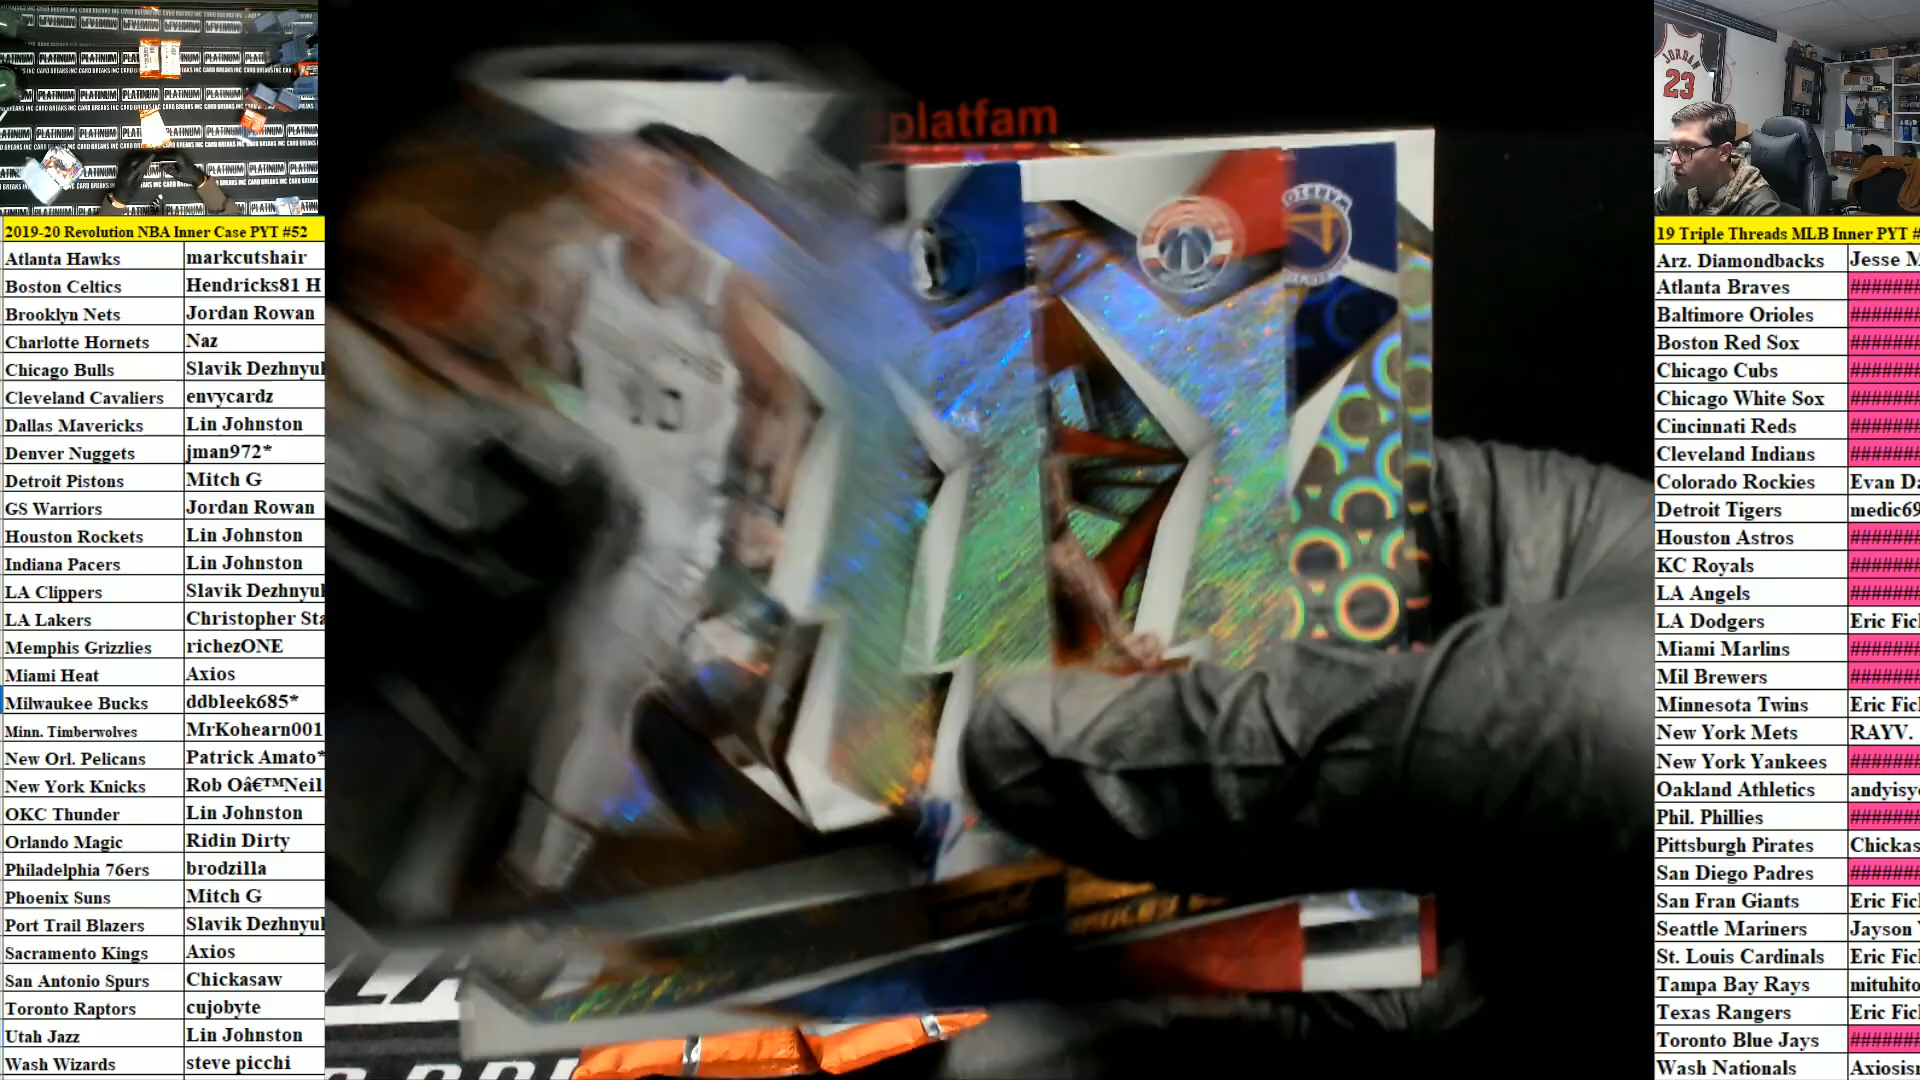 platfam
JORDAN
23
2019-20 Revolution NBA Inner Case PYT #52
Atlanta Hawks markcutshair
Boston Celtics Hendricks81 H
Brooklyn Nets Jordan Rowan
Charlotte Hornets Naz
Chicago Bulls Slavik Dezhnyuk
Cleveland Cavaliers envycardz
Dallas Mavericks Lin Johnston
Denver Nuggets jman972*
Detroit Pistons Mitch G
GS Warriors Jordan Rowan
Houston Rockets Lin Johnston
Indiana Pacers Lin Johnston
LA Clippers Slavik Dezhnyuk
LA Lakers Christopher Sta
Memphis Grizzlies richezONE
Miami Heat Axios
Milwaukee Bucks ddbleek685*
Minn. Timberwolves MrKohearn001
New Orl. Pelicans Patrick Amato*
New York Knicks Rob Oâ€™Neil
OKC Thunder Lin Johnston
Orlando Magic Ridin Dirty
Philadelphia 76ers brodzilla
Phoenix Suns Mitch G
Port Trail Blazers Slavik Dezhnyuk
Sacramento Kings Axios
San Antonio Spurs Chickasaw
Toronto Raptors cujobyte
Utah Jazz Lin Johnston
Wash Wizards steve picchi
19 Triple Threads MLB Inner PYT #
Arz. Diamondbacks Jesse M
Atlanta Braves #######
Baltimore Orioles #######
Boston Red Sox #######
Chicago Cubs #######
Chicago White Sox #######
Cincinnati Reds #######
Cleveland Indians #######
Colorado Rockies Evan Da
Detroit Tigers medic69
Houston Astros #######
KC Royals #######
LA Angels #######
LA Dodgers Eric Fic
Miami Marlins #######
Mil Brewers #######
Minnesota Twins Eric Fic
New York Mets RAYV.
New York Yankees #######
Oakland Athletics andyisy
Phil. Phillies #######
Pittsburgh Pirates Chickas
San Diego Padres #######
San Fran Giants Eric Fic
Seattle Mariners Jayson
St. Louis Cardinals Eric Fic
Tampa Bay Rays mituhito
Texas Rangers Eric Fic
Toronto Blue Jays #######
Wash Nationals Axiosis